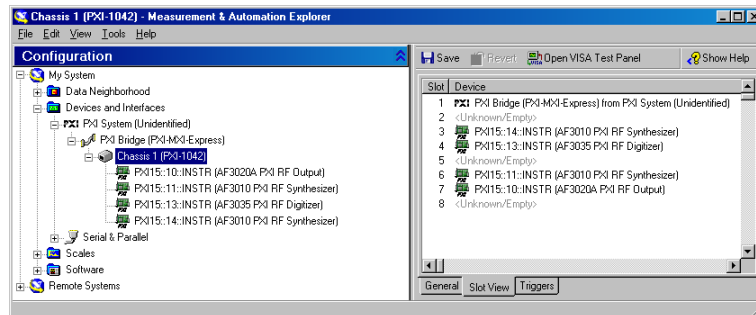 Chassis 1 (PXI-1042) - Measurement & Automation Explorer
File Edit View Tools Help
Configuration
My System
Data Neighborhood
Devices and Interfaces
PXI PXI System (Unidentified)
PXI Bridge (PXI-MXI-Express)
Chassis 1 (PXI-1042)
PXI15::10::INSTR (AF3020A PXI RF Output)
PXI15::11::INSTR (AF3010 PXI RF Synthesizer)
PXI15::13::INSTR (AF3035 PXI RF Digitizer)
PXI15::14::INSTR (AF3010 PXI RF Synthesizer)
Serial & Parallel
Scales
Software
Remote Systems
Save Revert Open VISA Test Panel Show Help
Slot Device
1 PXI PXI Bridge (PXI-MXI-Express) from PXI System (Unidentified)
2 <Unknown/Empty>
3 PXI15::14::INSTR (AF3010 PXI RF Synthesizer)
4 PXI15::13::INSTR (AF3035 PXI RF Digitizer)
5 <Unknown/Empty>
6 PXI15::11::INSTR (AF3010 PXI RF Synthesizer)
7 PXI15::10::INSTR (AF3020A PXI RF Output)
8 <Unknown/Empty>
General Slot View Triggers